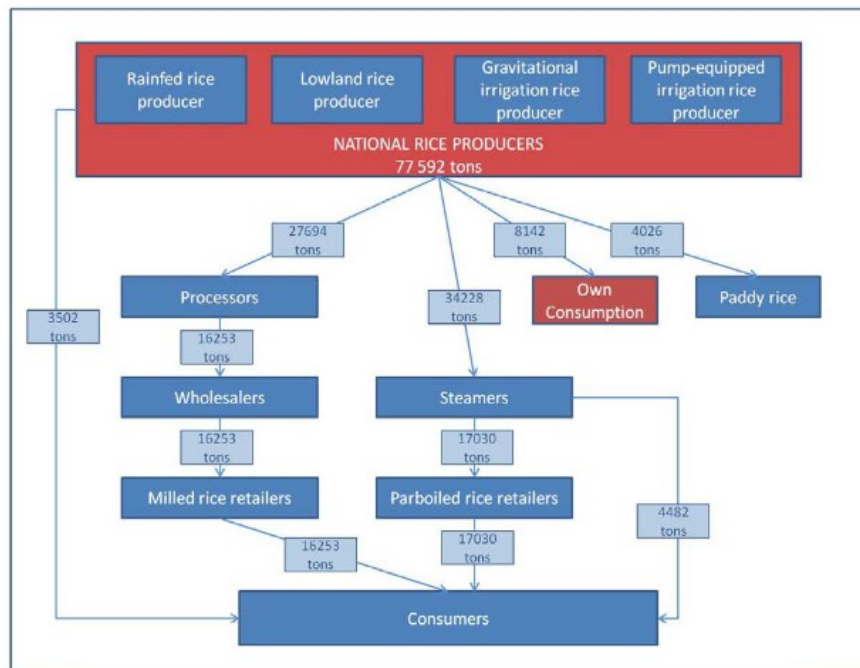 Rainfed rice
producer
Lowland rice
producer
Gravitational
irrigation rice
producer
Pump-equipped
irrigation rice
producer
NATIONAL RICE PRODUCERS
77 592 tons
27694
tons
8142
tons
4026
tons
Processors
34228
tons
Own
Consumption
Paddy rice
3502
tons
16253
tons
Wholesalers
Steamers
16253
tons
17030
tons
Milled rice retailers
Parboiled rice retailers
4482
tons
16253
tons
17030
tons
Consumers